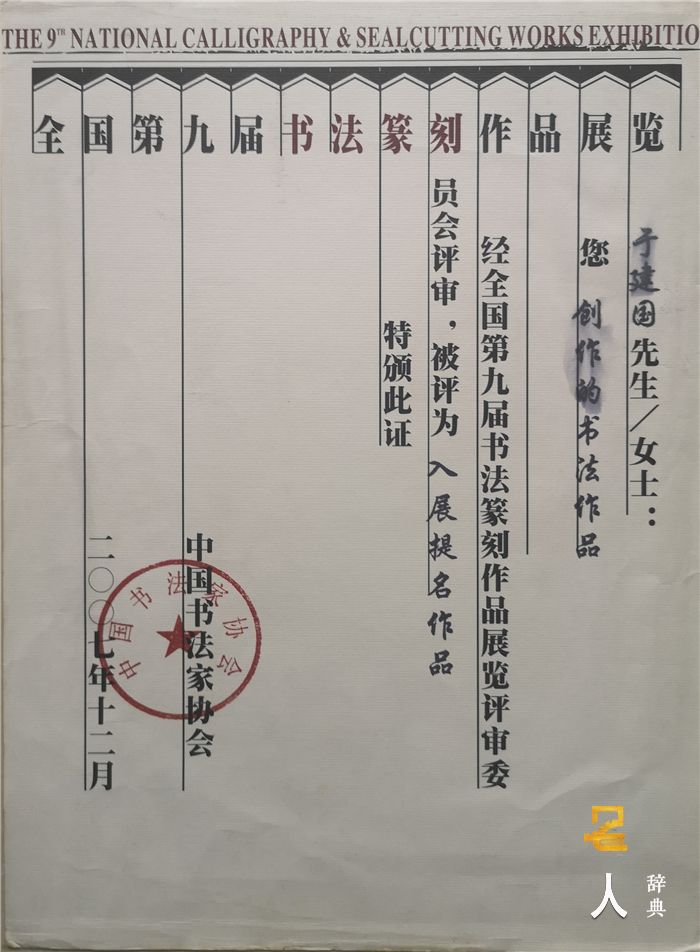 THE 9TH NATIONAL CALLIGRAPHY & SEALCUTTING WORKS EXHIBITIO
全国第九届书法篆刻作品展览
于建国先生/女士：
您创作的书法作品
经全国第九届书法篆刻作品展览评审委
员会评审，被评为入展提名作品
特颁此证
中国书法家协会
二〇〇七年十二月
中国书法家协会
名人
辞典